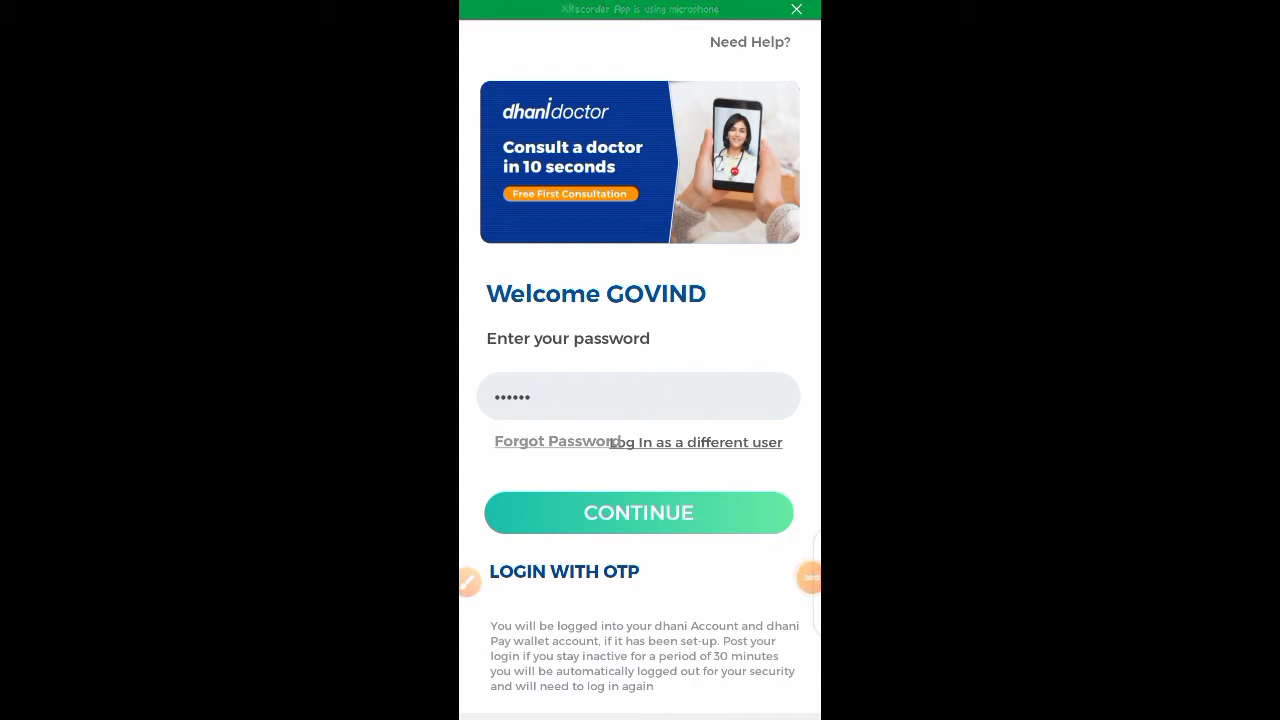 XRecorder App is using microphone
Need Help?
dhani doctor
Consult a doctor
in 10 seconds
Free First Consultation
Welcome GOVIND
Enter your password
••••••
Forgot Password
Log In as a different user
CONTINUE
LOGIN WITH OTP
You will be logged into your dhani Account and dhani
Pay wallet account, if it has been set-up. Post your
login if you stay inactive for a period of 30 minutes
you will be automatically logged out for your security
and will need to log in again